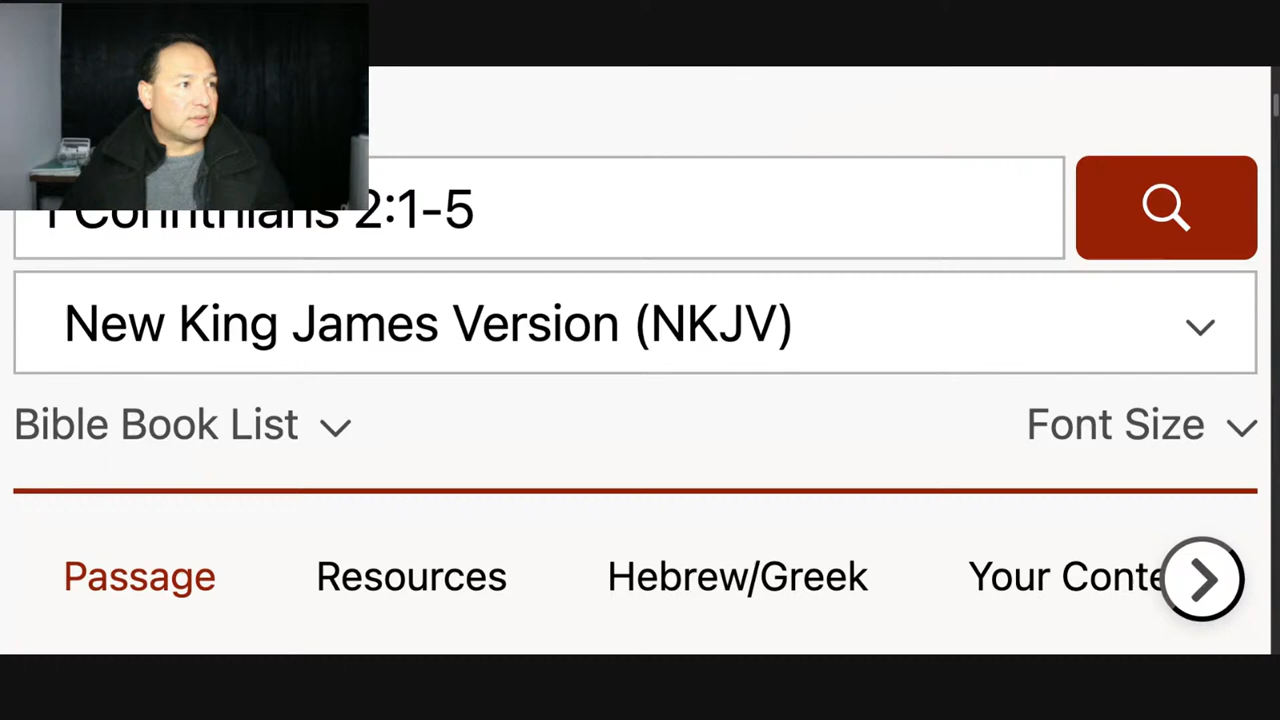 1 Corinthians 2:1-5
New King James Version (NKJV)
Bible Book List
Font Size
Passage Resources Hebrew/Greek Your Conte